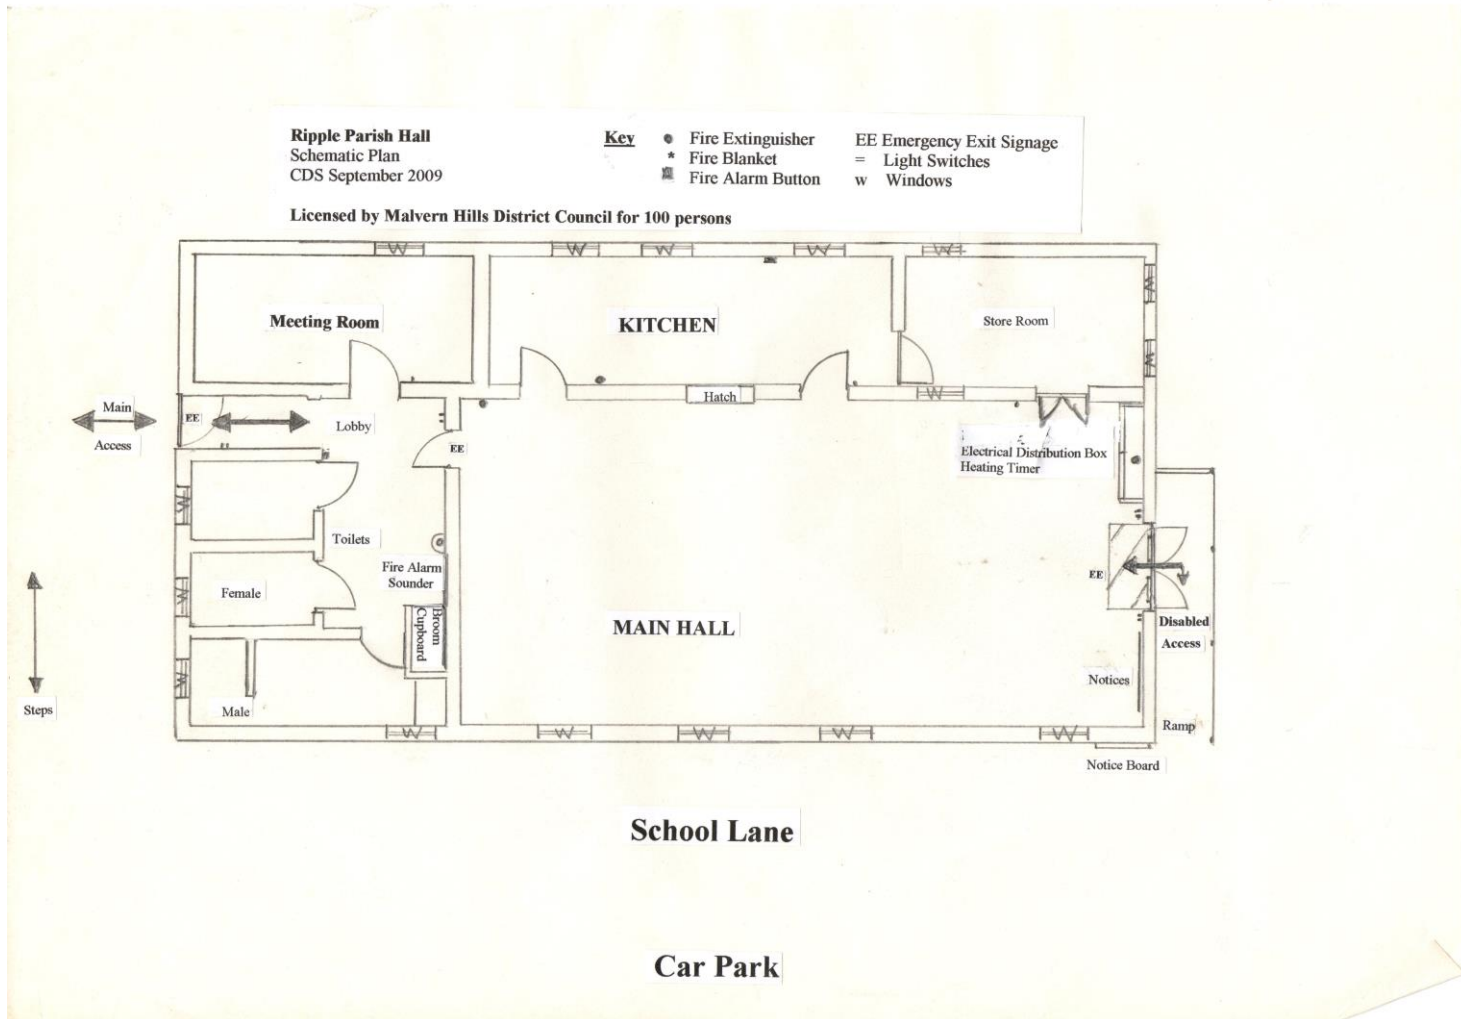 Ripple Parish Hall
Schematic Plan
CDS September 2009
Licensed by Malvern Hills District Council for 100 persons
Key
Fire Extinguisher
* Fire Blanket
Fire Alarm Button
EE Emergency Exit Signage
= Light Switches
w Windows
W
W
W
W
W
Meeting Room
KITCHEN
Store Room
W
W
Hatch
W
Main
Access
EE
Lobby
EE
Electrical Distribution Box
Heating Timer
W
Toilets
Fire Alarm
Sounder
W
Female
Broom
Cupboard
MAIN HALL
EE
Disabled
Access
W
Male
Notices
Steps
Ramp
W
W
W
W
W
Notice Board
School Lane
Car Park